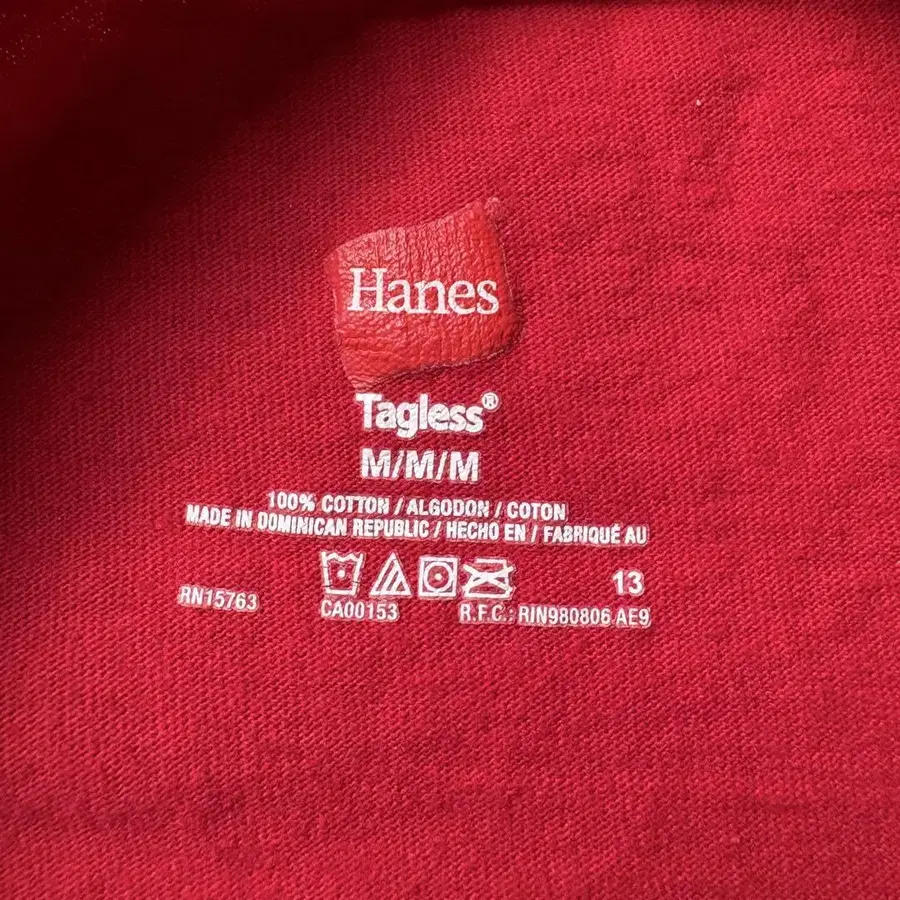 Hanes
Tagless®
M/M/M
100% COTTON / ALGODON / COTON
MADE IN DOMINICAN REPUBLIC / HECHO EN / FABRIQUÉ AU
13
RN15763 CA00153 R.F.C.: RIN980806 AE9